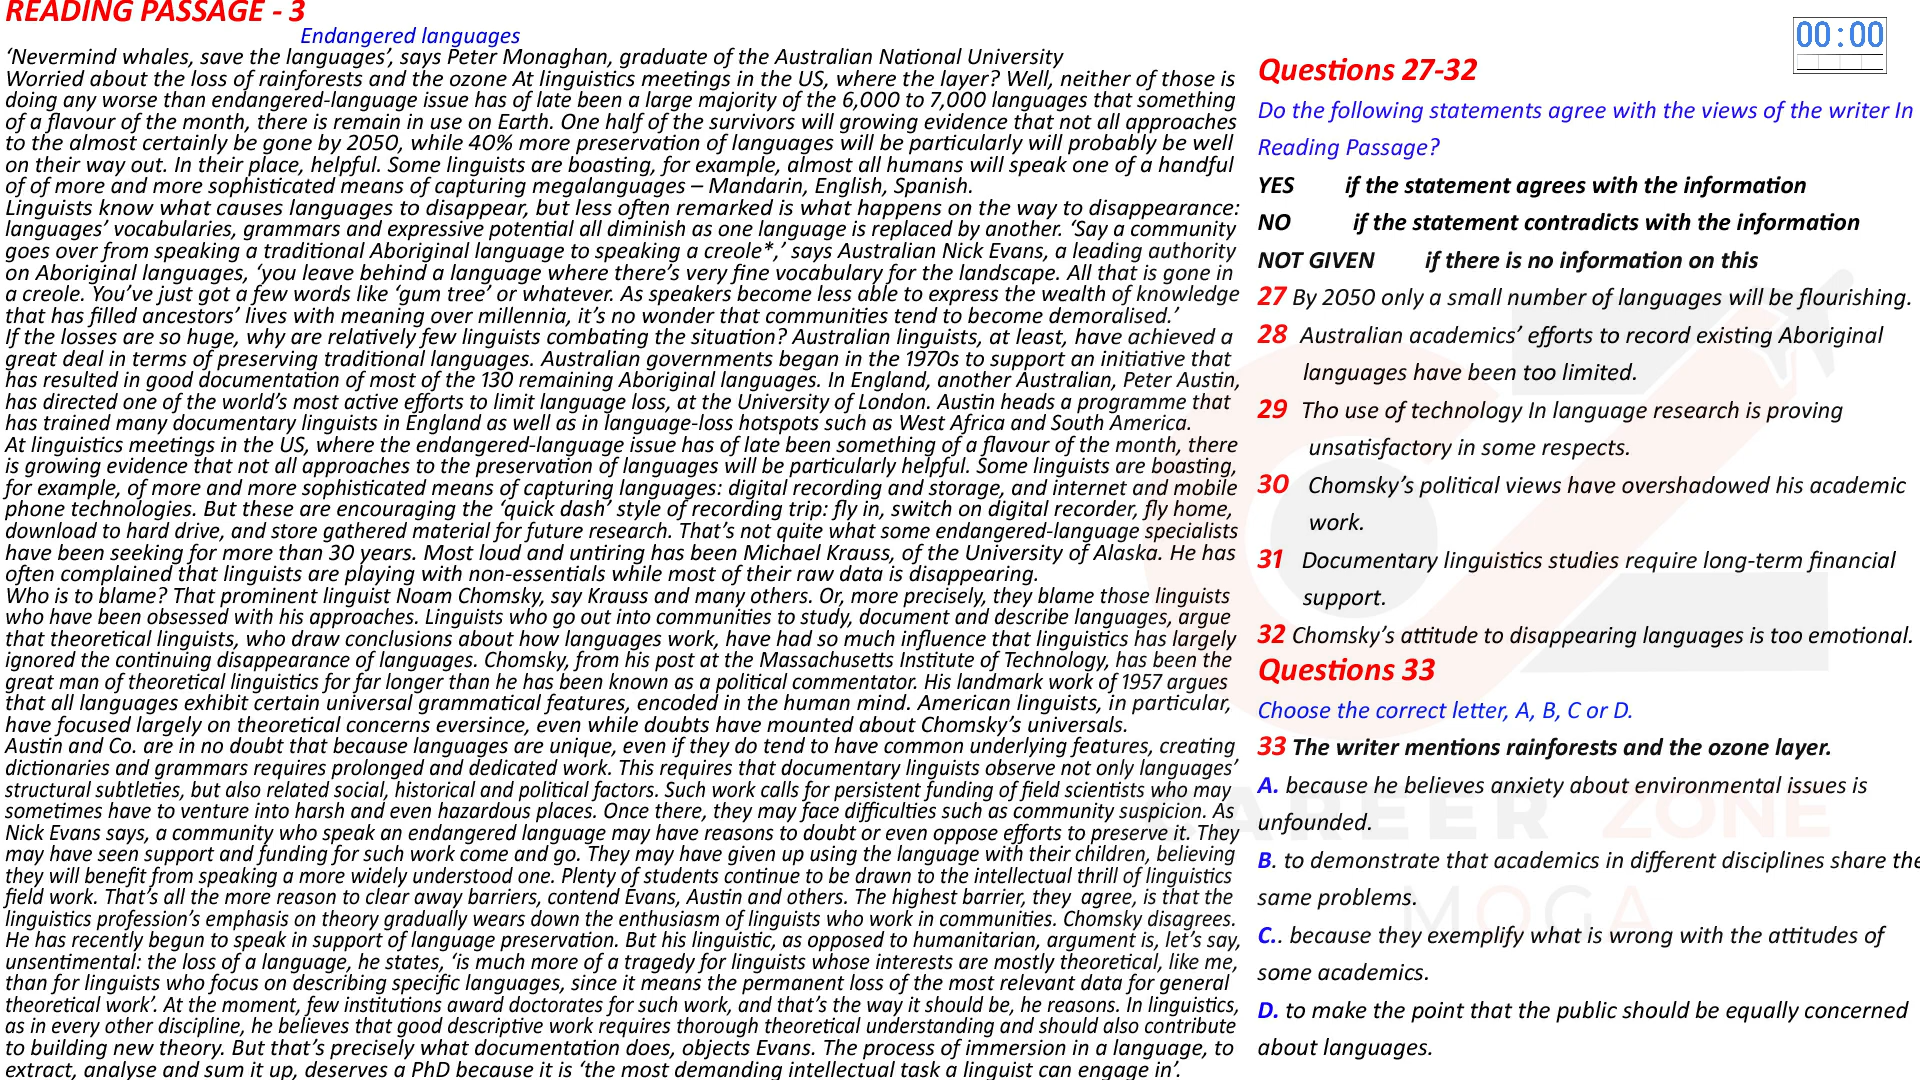 READING PASSAGE - 3
Endangered languages
‘Nevermind whales, save the languages’, says Peter Monaghan, graduate of the Australian National University
Worried about the loss of rainforests and the ozone At linguistics meetings in the US, where the layer? Well, neither of those is
doing any worse than endangered-language issue has of late been a large majority of the 6,000 to 7,000 languages that something
of a flavour of the month, there is remain in use on Earth. One half of the survivors will growing evidence that not all approaches
to the almost certainly be gone by 2050, while 40% more preservation of languages will be particularly will probably be well
on their way out. In their place, helpful. Some linguists are boasting, for example, almost all humans will speak one of a handful
of of more and more sophisticated means of capturing megalanguages – Mandarin, English, Spanish.
Linguists know what causes languages to disappear, but less often remarked is what happens on the way to disappearance:
languages’ vocabularies, grammars and expressive potential all diminish as one language is replaced by another. ‘Say a community
goes over from speaking a traditional Aboriginal language to speaking a creole*,’ says Australian Nick Evans, a leading authority
on Aboriginal languages, ‘you leave behind a language where there’s very fine vocabulary for the landscape. All that is gone in
a creole. You’ve just got a few words like ‘gum tree’ or whatever. As speakers become less able to express the wealth of knowledge
that has filled ancestors’ lives with meaning over millennia, it’s no wonder that communities tend to become demoralised.’
If the losses are so huge, why are relatively few linguists combating the situation? Australian linguists, at least, have achieved a
great deal in terms of preserving traditional languages. Australian governments began in the 1970s to support an initiative that
has resulted in good documentation of most of the 130 remaining Aboriginal languages. In England, another Australian, Peter Austin,
has directed one of the world’s most active efforts to limit language loss, at the University of London. Austin heads a programme that
has trained many documentary linguists in England as well as in language-loss hotspots such as West Africa and South America.
At linguistics meetings in the US, where the endangered-language issue has of late been something of a flavour of the month, there
is growing evidence that not all approaches to the preservation of languages will be particularly helpful. Some linguists are boasting,
for example, of more and more sophisticated means of capturing languages: digital recording and storage, and internet and mobile
phone technologies. But these are encouraging the ‘quick dash’ style of recording trip: fly in, switch on digital recorder, fly home,
download to hard drive, and store gathered material for future research. That’s not quite what some endangered-language specialists
have been seeking for more than 30 years. Most loud and untiring has been Michael Krauss, of the University of Alaska. He has
often complained that linguists are playing with non-essentials while most of their raw data is disappearing.
Who is to blame? That prominent linguist Noam Chomsky, say Krauss and many others. Or, more precisely, they blame those linguists
who have been obsessed with his approaches. Linguists who go out into communities to study, document and describe languages, argue
that theoretical linguists, who draw conclusions about how languages work, have had so much influence that linguistics has largely
ignored the continuing disappearance of languages. Chomsky, from his post at the Massachusetts Institute of Technology, has been the
great man of theoretical linguistics for far longer than he has been known as a political commentator. His landmark work of 1957 argues
that all languages exhibit certain universal grammatical features, encoded in the human mind. American linguists, in particular,
have focused largely on theoretical concerns eversince, even while doubts have mounted about Chomsky’s universals.
Austin and Co. are in no doubt that because languages are unique, even if they do tend to have common underlying features, creating
dictionaries and grammars requires prolonged and dedicated work. This requires that documentary linguists observe not only languages’
structural subtleties, but also related social, historical and political factors. Such work calls for persistent funding of field scientists who may
sometimes have to venture into harsh and even hazardous places. Once there, they may face difficulties such as community suspicion. As
Nick Evans says, a community who speak an endangered language may have reasons to doubt or even oppose efforts to preserve it. They
may have seen support and funding for such work come and go. They may have given up using the language with their children, believing
they will benefit from speaking a more widely understood one. Plenty of students continue to be drawn to the intellectual thrill of linguistics
field work. That’s all the more reason to clear away barriers, contend Evans, Austin and others. The highest barrier, they agree, is that the
linguistics profession’s emphasis on theory gradually wears down the enthusiasm of linguists who work in communities. Chomsky disagrees.
He has recently begun to speak in support of language preservation. But his linguistic, as opposed to humanitarian, argument is, let’s say,
unsentimental: the loss of a language, he states, ‘is much more of a tragedy for linguists whose interests are mostly theoretical, like me,
than for linguists who focus on describing specific languages, since it means the permanent loss of the most relevant data for general
theoretical work’. At the moment, few institutions award doctorates for such work, and that’s the way it should be, he reasons. In linguistics,
as in every other discipline, he believes that good descriptive work requires thorough theoretical understanding and should also contribute
to building new theory. But that’s precisely what documentation does, objects Evans. The process of immersion in a language, to
extract, analyse and sum it up, deserves a PhD because it is ‘the most demanding intellectual task a linguist can engage in’.
00:00
Questions 27-32
Do the following statements agree with the views of the writer In
Reading Passage?
YES if the statement agrees with the information
NO if the statement contradicts with the information
NOT GIVEN if there is no information on this
27 By 2050 only a small number of languages will be flourishing.
28 Australian academics’ efforts to record existing Aboriginal
languages have been too limited.
29 Tho use of technology In language research is proving
unsatisfactory in some respects.
30 Chomsky’s political views have overshadowed his academic
work.
31 Documentary linguistics studies require long-term financial
support.
32 Chomsky’s attitude to disappearing languages is too emotional.
Questions 33
Choose the correct letter, A, B, C or D.
33 The writer mentions rainforests and the ozone layer.
A. because he believes anxiety about environmental issues is
unfounded.
B. to demonstrate that academics in different disciplines share the
same problems.
C.. because they exemplify what is wrong with the attitudes of
some academics.
D. to make the point that the public should be equally concerned
about languages.
CAREER ZONE
MOGA